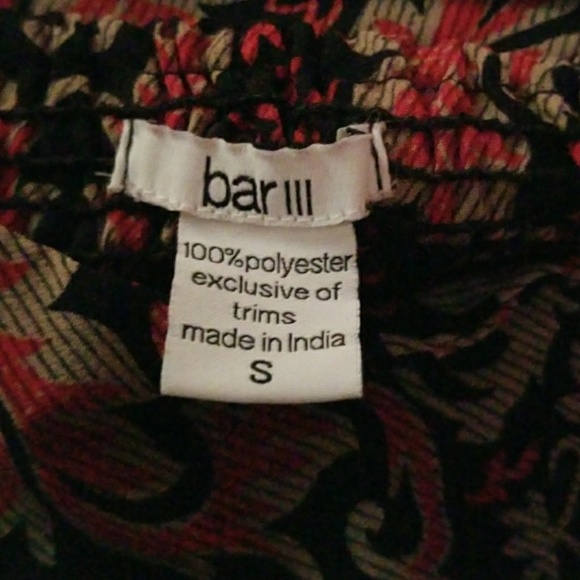 bar III
100%polyester
exclusive of
trims
made in India
S